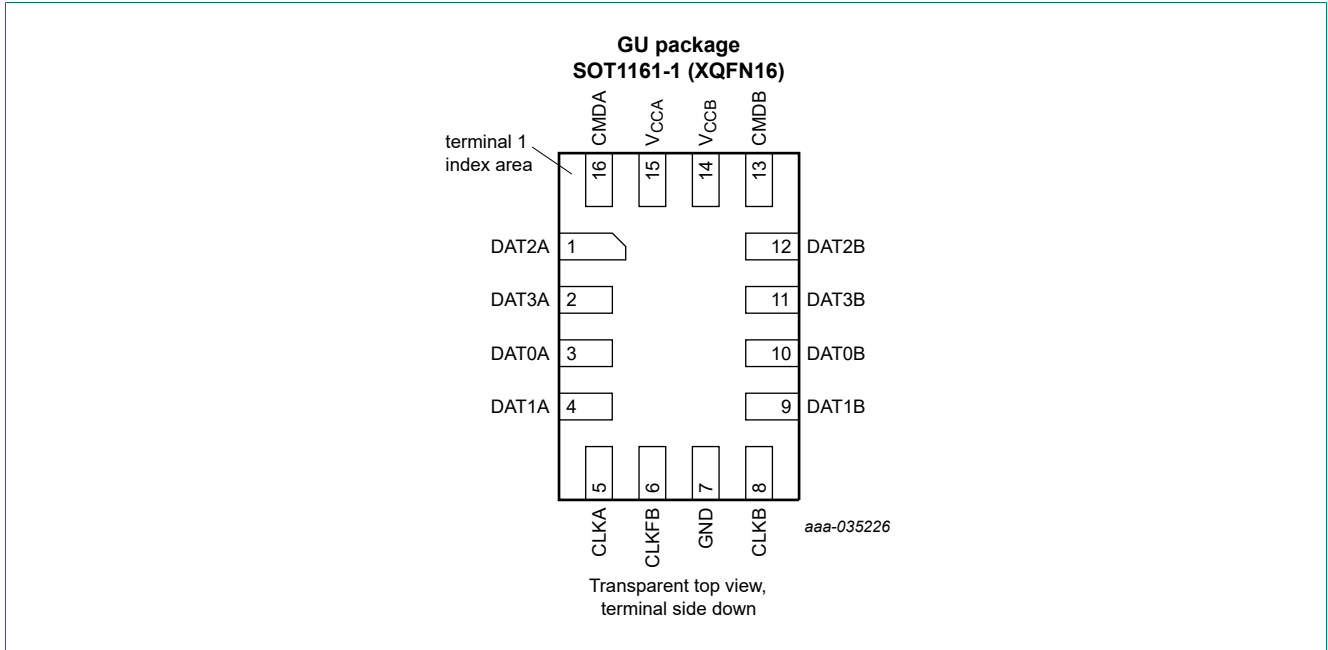 GU package
SOT1161-1 (XQFN16)
CMDA
VCCA
VCCB
CMDB
terminal 1
index area
16
15
14
13
DAT2A 1
12 DAT2B
DAT3A 2
11 DAT3B
DAT0A 3
10 DAT0B
DAT1A 4
9 DAT1B
5
6
7
8
CLKA
CLKFB
GND
CLKB
aaa-035226
Transparent top view,
terminal side down